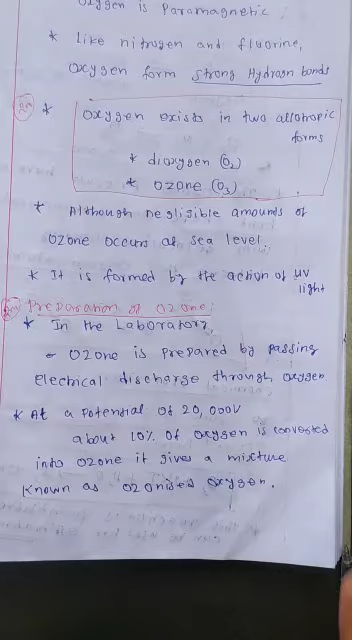 Oxygen is Paramagnetic
* Like nitrogen and fluorine,
Oxygen form strong Hydrogn bonds
* Oxygen exists in two allotropic
forms
* dioxygen (O2)
* Ozone (O3)
* Although negligible amounts of
Ozone occurs at sea level.
* It is formed by the action of UV
light
Preparation of Ozone:
* In the Laboratory,
- Ozone is Prepared by Passing
electrical discharge through oxygen
* At a Potential of 20,000V
about 10% of oxygen is converted
into ozone it gives a mixture
Known as ozonised oxygen.